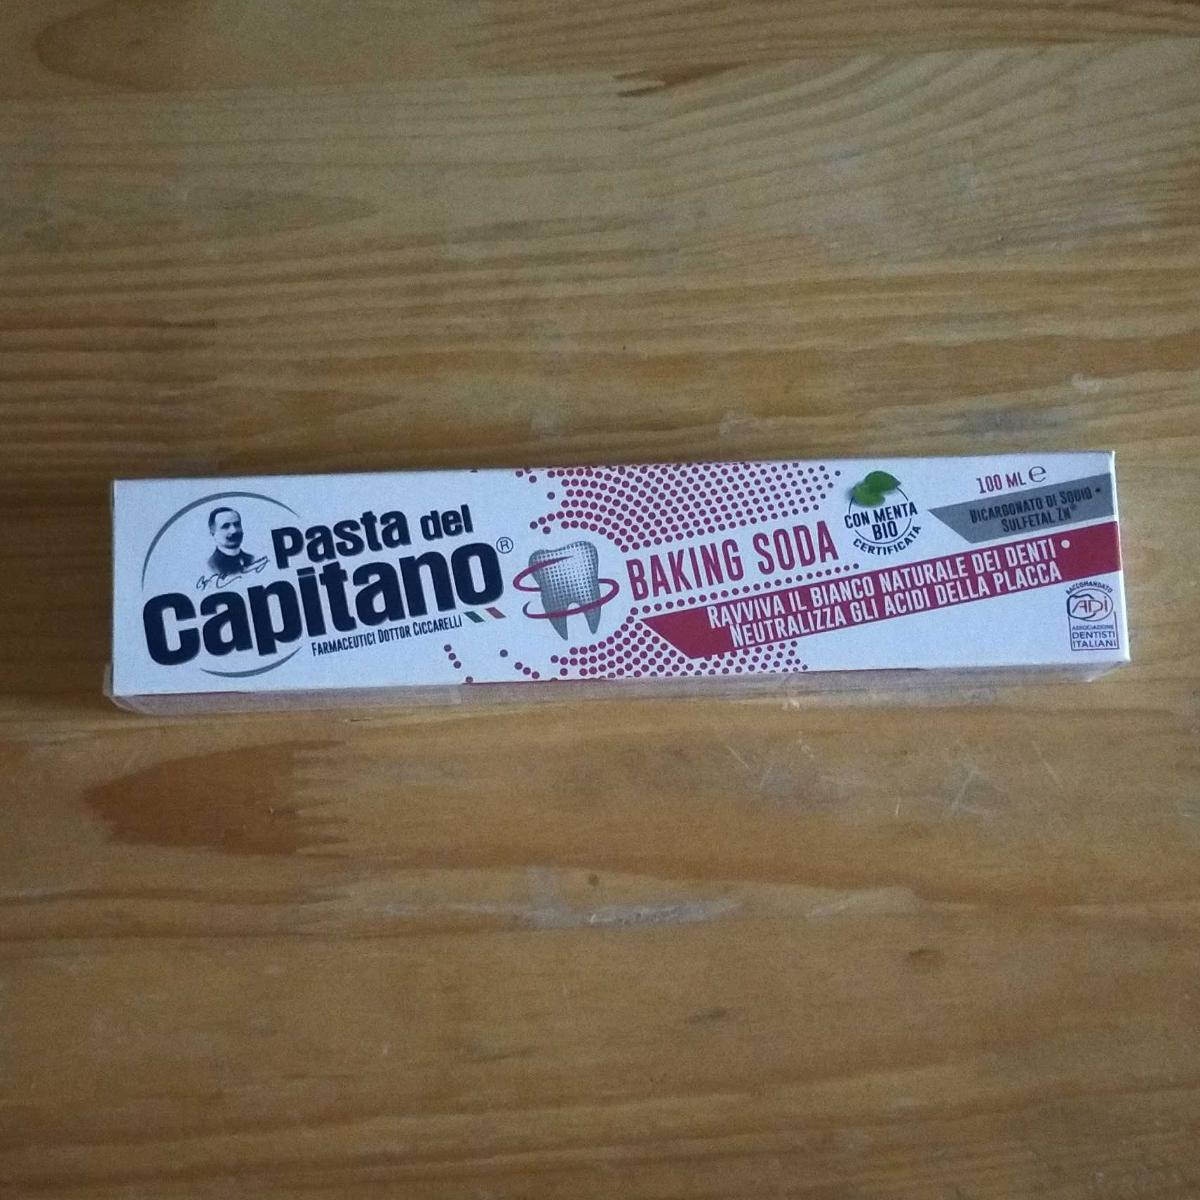 Pasta del
Capitano®
FARMACEUTICI DOTTOR CICCARELLI
BAKING SODA
RAVVIVA IL BIANCO NATURALE DEI DENTI •
NEUTRALIZZA GLI ACIDI DELLA PLACCA
CON MENTA
BIO
CERTIFICATA
100 ML ℮
BICARBONATO DI SODIO •
SULFETAL ZN®
RACCOMANDATO
ADI
ASSOCIAZIONE
DENTISTI
ITALIANI